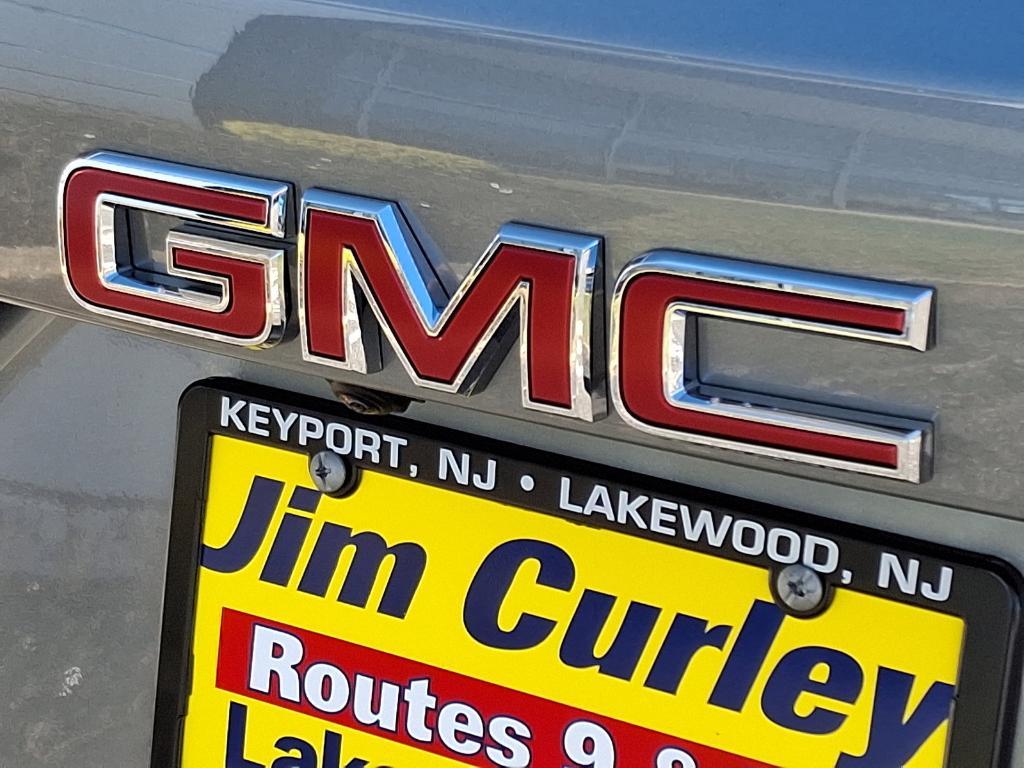 GMC
KEYPORT, NJ • LAKEWOOD, NJ
Jim Curley
Routes 9 &